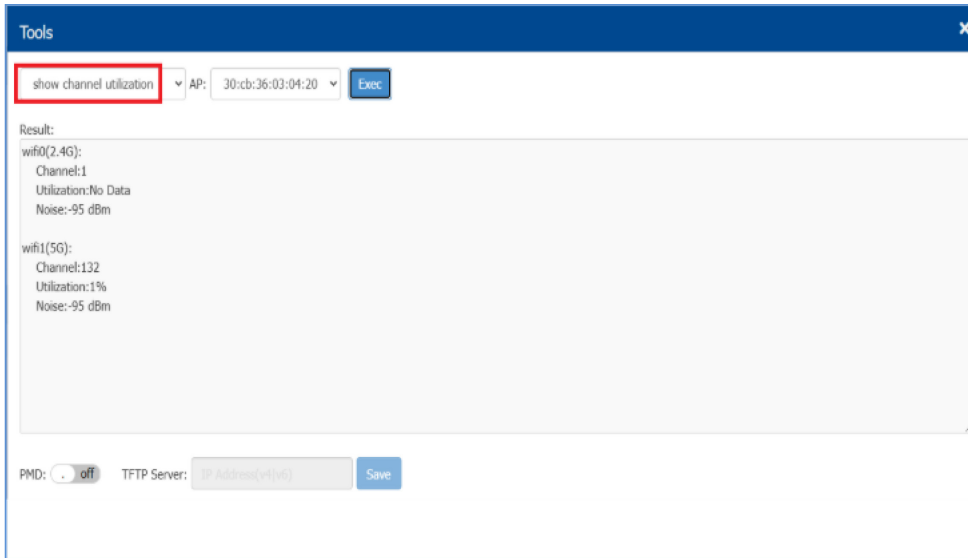 Tools
show channel utilization AP: 30:cb:36:03:04:20 Exec
Result:
wifi0(2.4G):
Channel:1
Utilization:No Data
Noise:-95 dBm
wifi1(5G):
Channel:132
Utilization:1%
Noise:-95 dBm
PMD: off TFTP Server: IP Address(v4|v6) Save